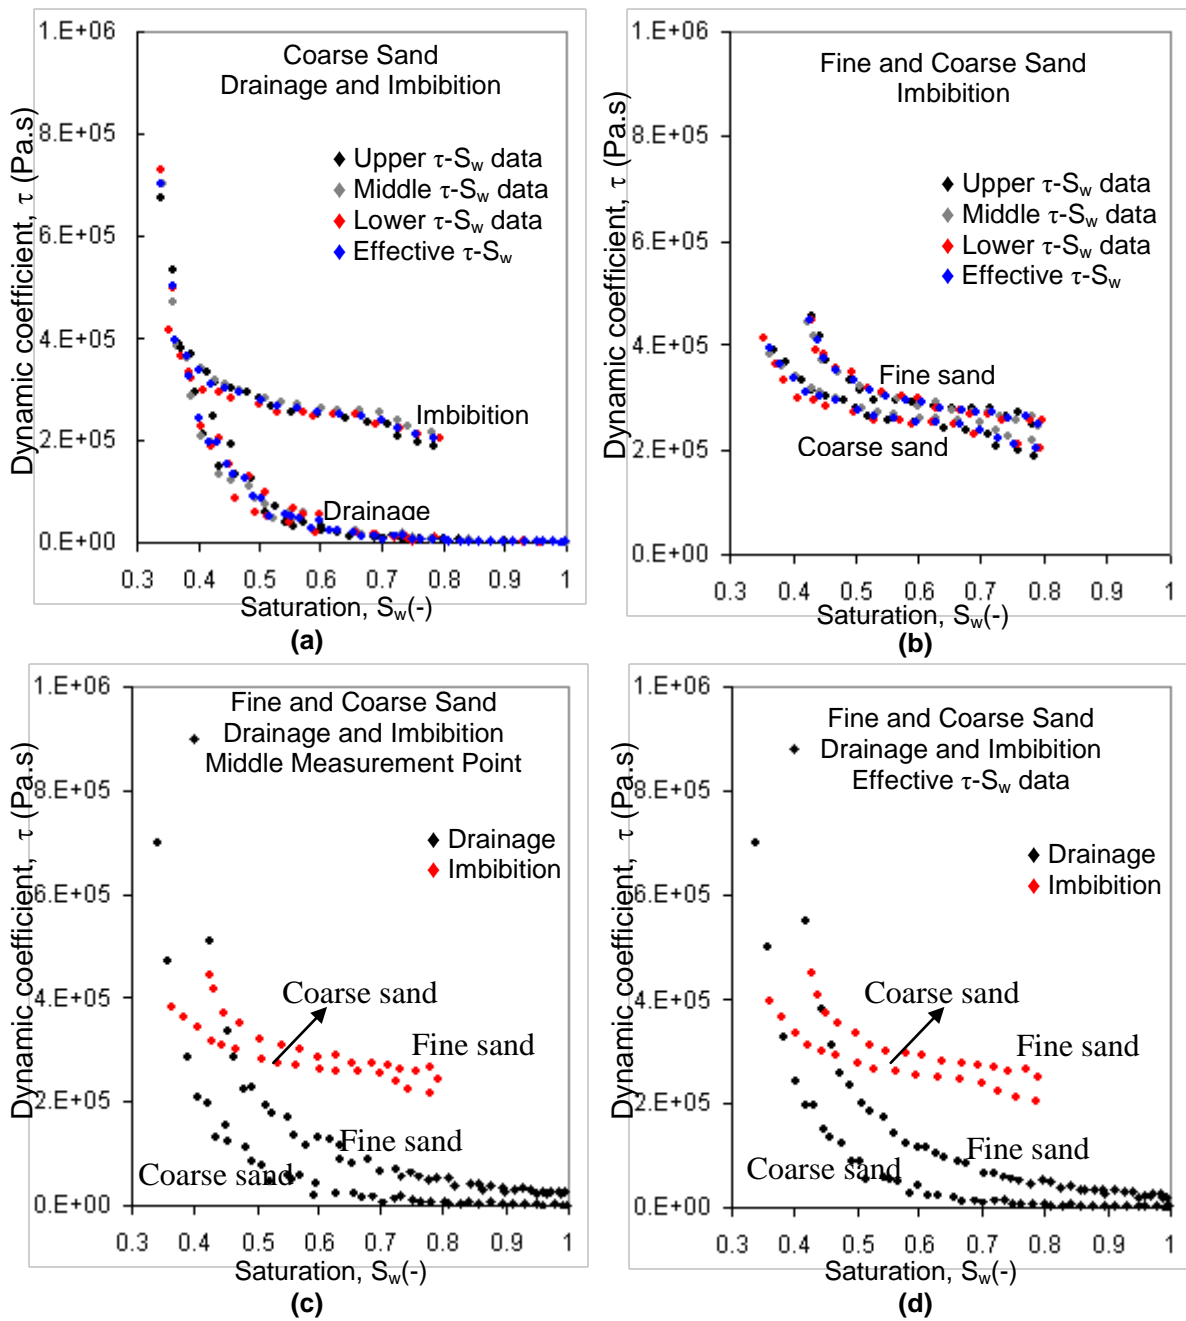 1.E+06
8.E+05
6.E+05
4.E+05
2.E+05
0.E+00
Dynamic coefficient, τ (Pa.s)
Coarse Sand
Drainage and Imbibition
Upper τ-Sw data
Middle τ-Sw data
Lower τ-Sw data
Effective τ-Sw
Imbibition
Drainage
0.3 0.4 0.5 0.6 0.7 0.8 0.9 1
Saturation, Sw(-)
(a)
1.E+06
8.E+05
6.E+05
4.E+05
2.E+05
0.E+00
Dynamic coefficient, τ (Pa.s)
Fine and Coarse Sand
Imbibition
Upper τ-Sw data
Middle τ-Sw data
Lower τ-Sw data
Effective τ-Sw
Fine sand
Coarse sand
0.3 0.4 0.5 0.6 0.7 0.8 0.9 1
Saturation, Sw(-)
(b)
1.E+06
8.E+05
6.E+05
4.E+05
2.E+05
0.E+00
Dynamic coefficient, τ (Pa.s)
Fine and Coarse Sand
Drainage and Imbibition
Middle Measurement Point
Drainage
Imbibition
Coarse sand
Fine sand
Fine sand
Coarse sand
0.3 0.4 0.5 0.6 0.7 0.8 0.9 1
Saturation, Sw(-)
(c)
1.E+06
8.E+05
6.E+05
4.E+05
2.E+05
0.E+00
Dynamic coefficient, τ (Pa.s)
Fine and Coarse Sand
Drainage and Imbibition
Effective τ-Sw data
Drainage
Imbibition
Coarse sand
Fine sand
Fine sand
Coarse sand
0.3 0.4 0.5 0.6 0.7 0.8 0.9 1
Saturation, Sw(-)
(d)